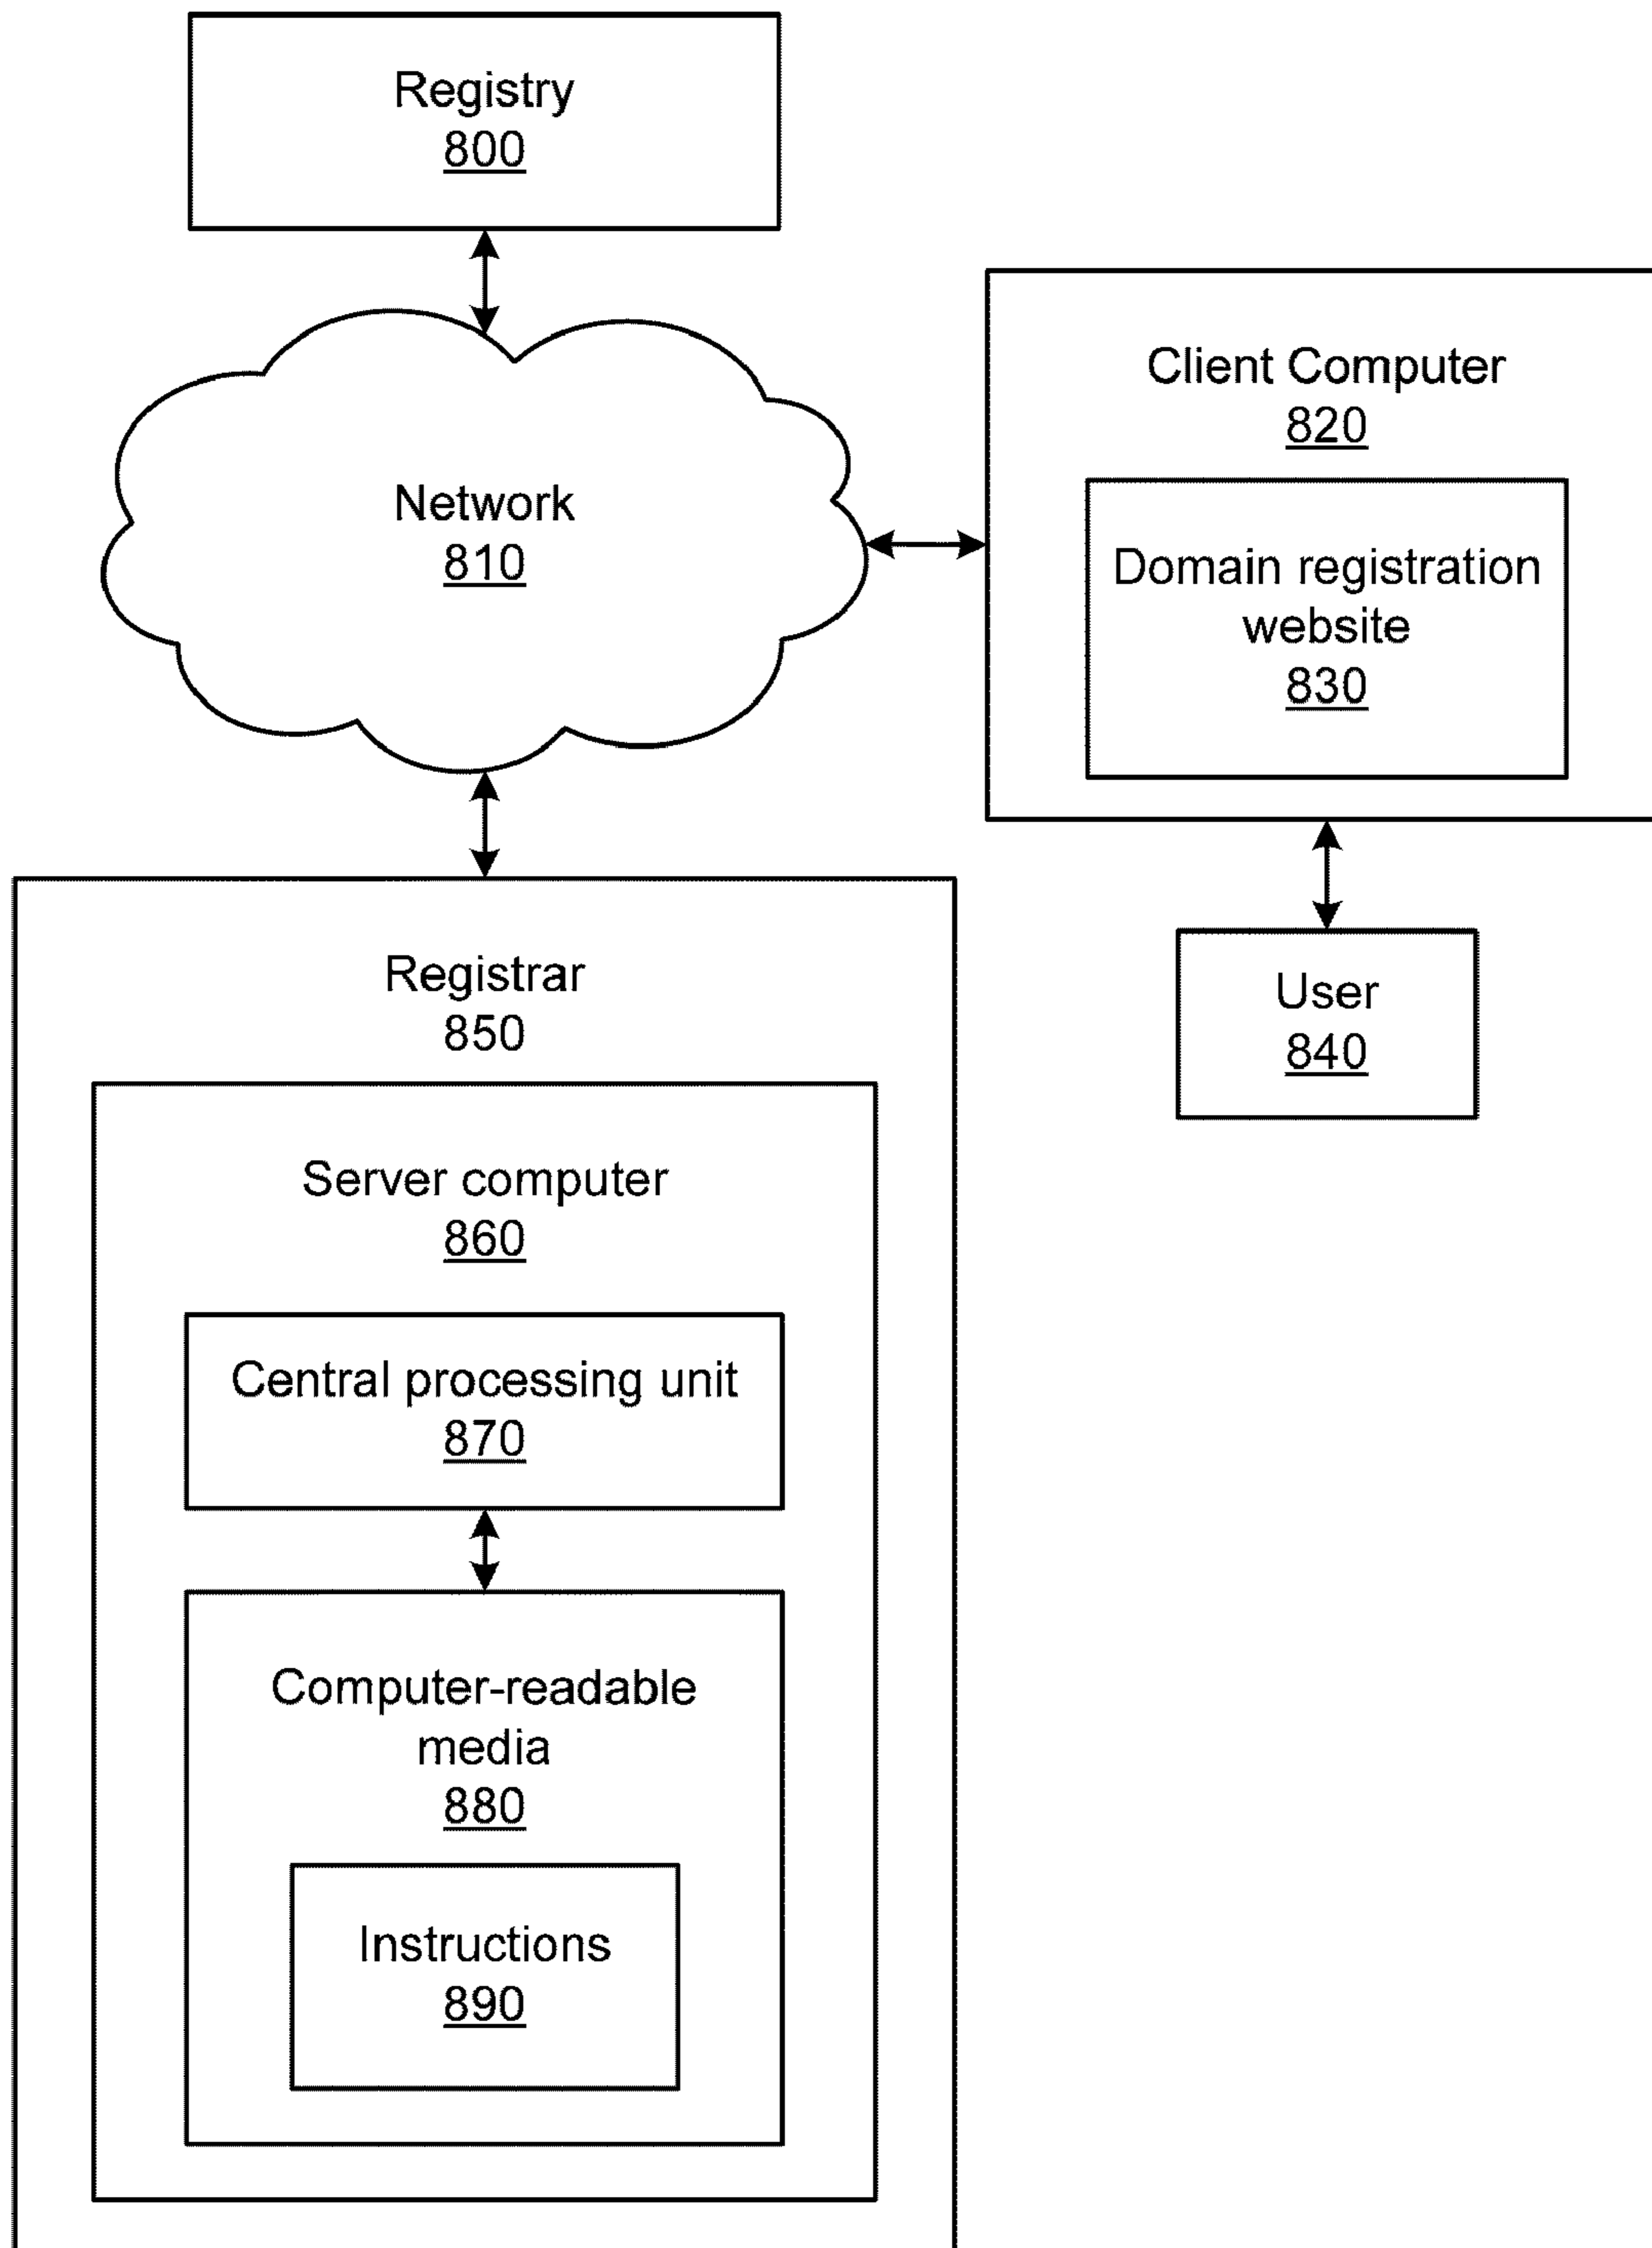 Registry
800
Network
810
Client Computer
820
Domain registration
website
830
User
840
Registrar
850
Server computer
860
Central processing unit
870
Computer-readable
media
880
Instructions
890